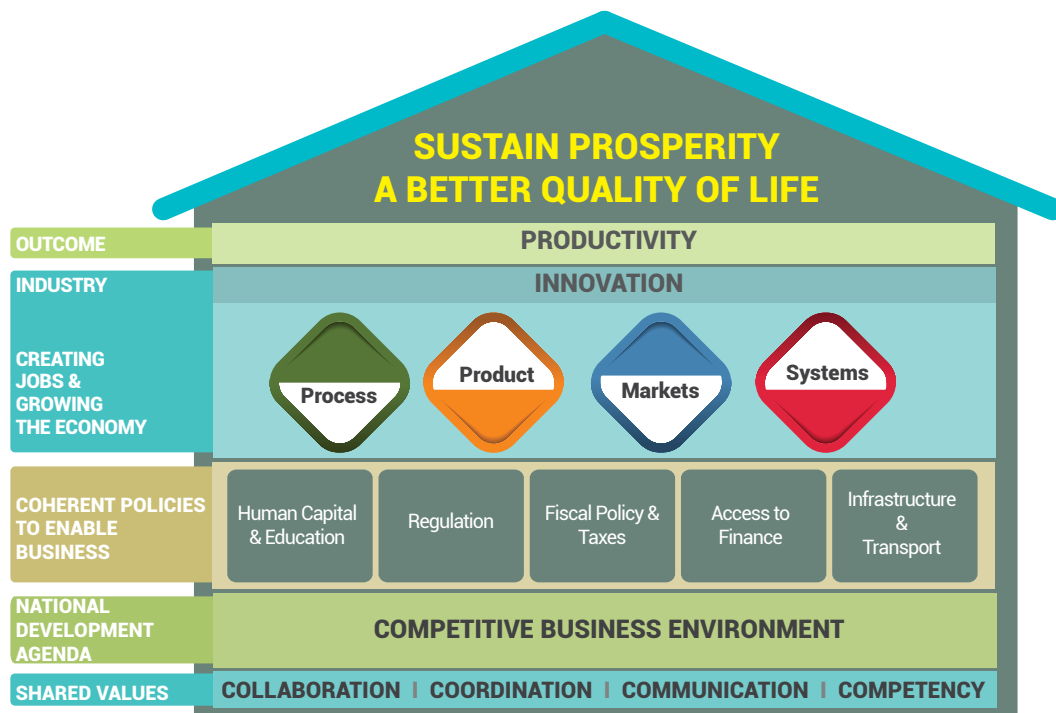 SUSTAIN PROSPERITY
A BETTER QUALITY OF LIFE
OUTCOME
PRODUCTIVITY
INDUSTRY
INNOVATION
CREATING
JOBS &
GROWING
THE ECONOMY
Process
Product
Markets
Systems
COHERENT POLICIES
TO ENABLE
BUSINESS
Human Capital
& Education
Regulation
Fiscal Policy &
Taxes
Access to
Finance
Infrastructure
&
Transport
NATIONAL
DEVELOPMENT
AGENDA
COMPETITIVE BUSINESS ENVIRONMENT
SHARED VALUES
COLLABORATION | COORDINATION | COMMUNICATION | COMPETENCY